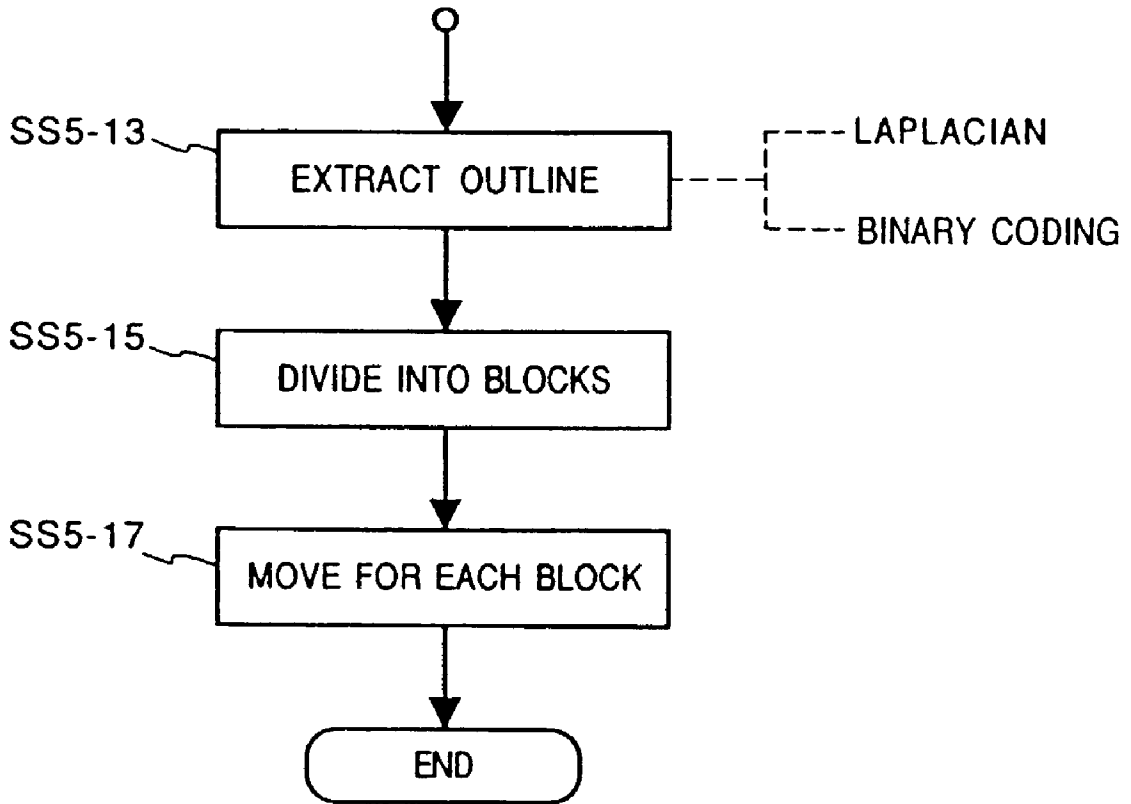 SS5-13
EXTRACT OUTLINE
LAPLACIAN
BINARY CODING
SS5-15
DIVIDE INTO BLOCKS
SS5-17
MOVE FOR EACH BLOCK
END